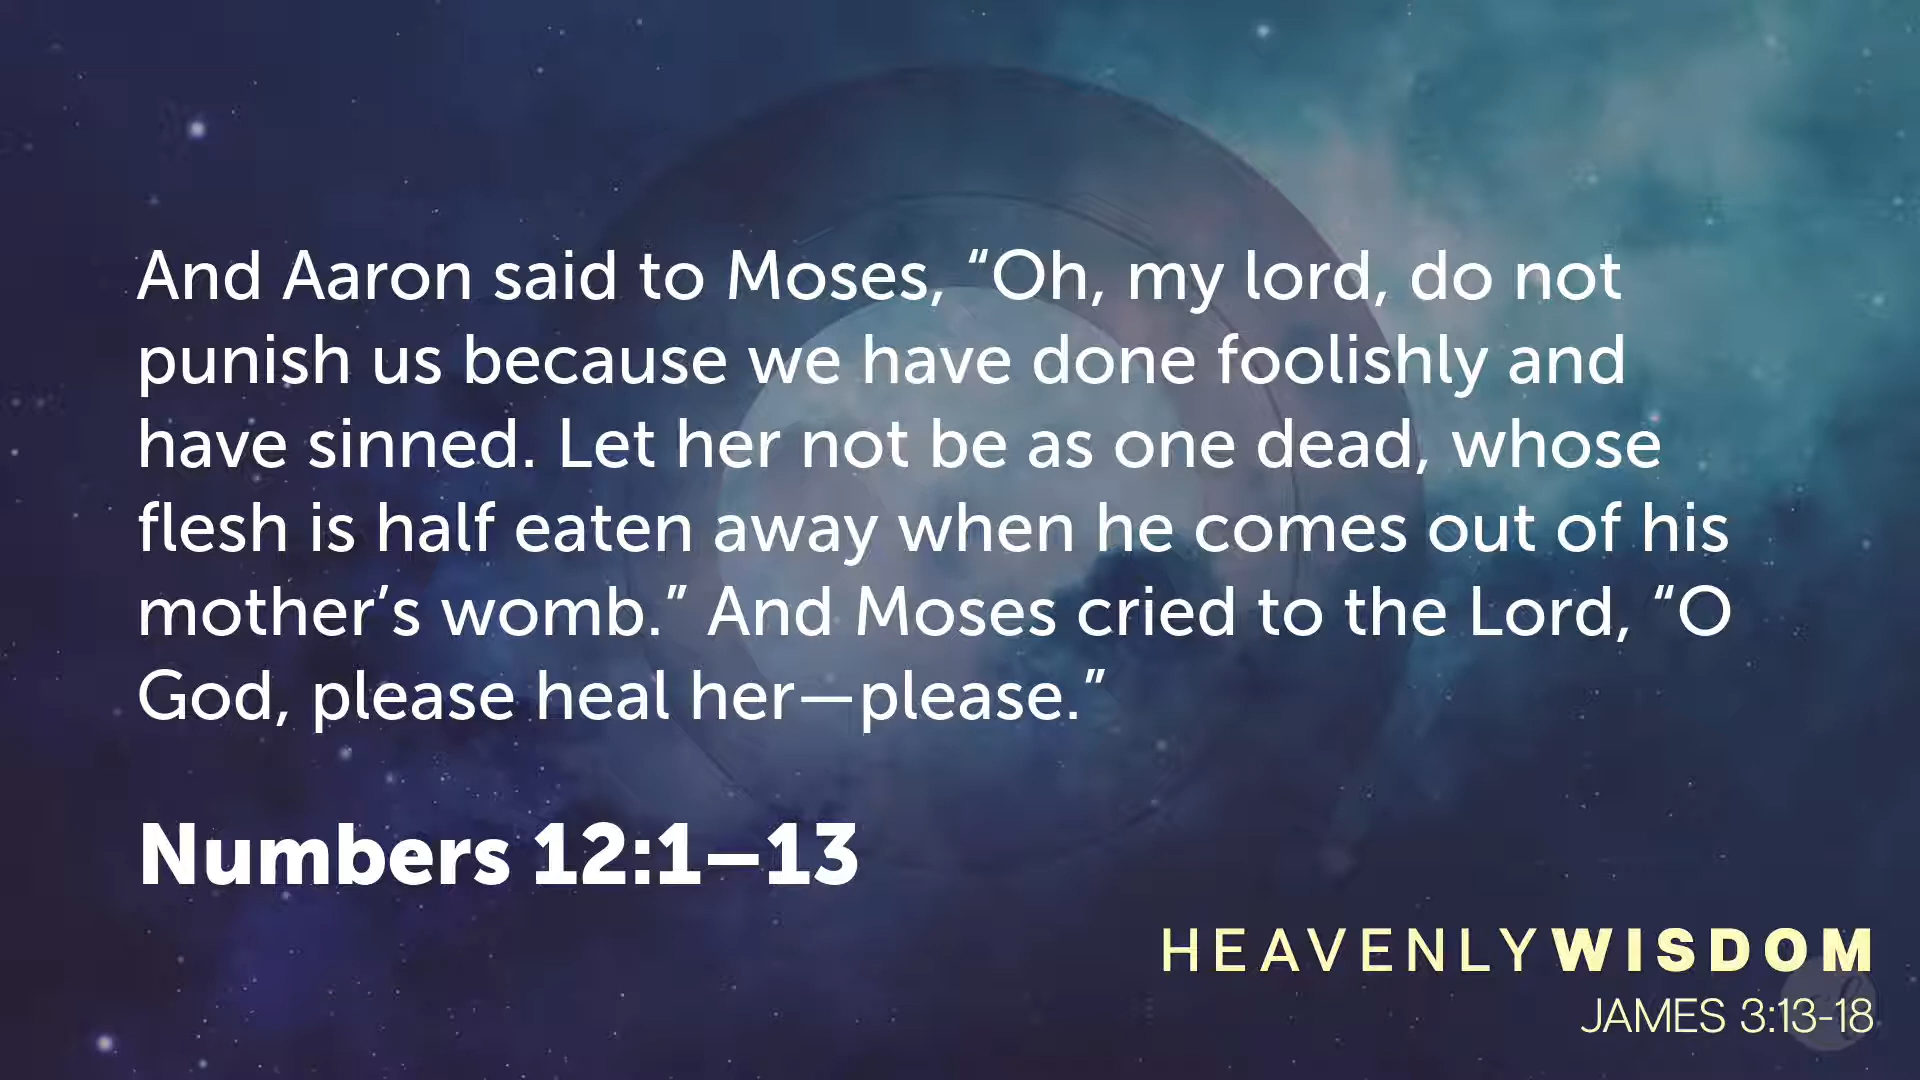 And Aaron said to Moses, “Oh, my lord, do not
punish us because we have done foolishly and
have sinned. Let her not be as one dead, whose
flesh is half eaten away when he comes out of his
mother’s womb.” And Moses cried to the Lord, “O
God, please heal her—please.”
Numbers 12:1–13
HEAVENLYWISDOM
JAMES 3:13-18